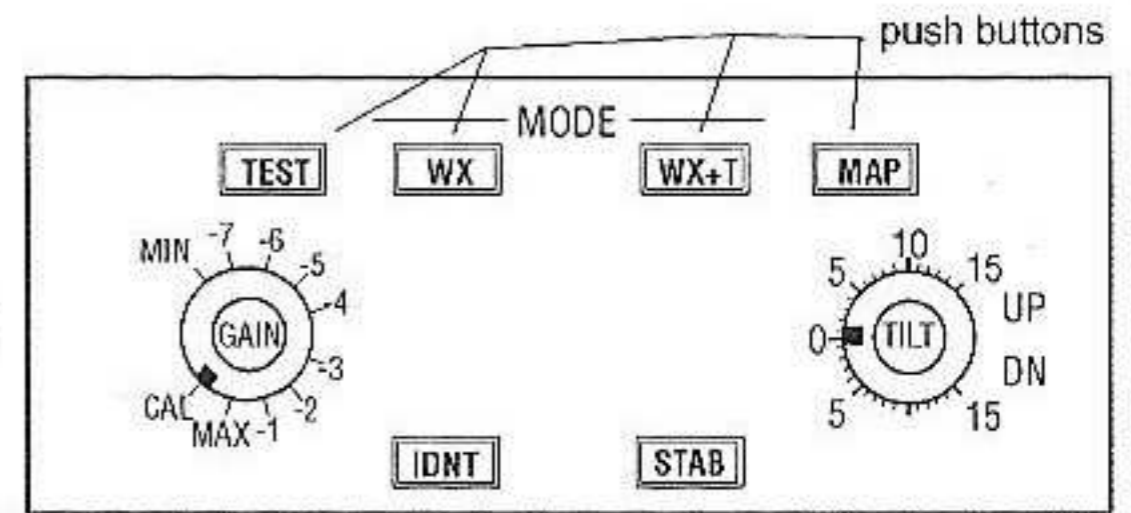 push buttons
MODE
TEST WX WX+T MAP
MIN -7 -6 -5 -4 -3 -2 -1 MAX CAL
GAIN
0 5 10 15 UP
TILT
5 15 DN
IDNT STAB